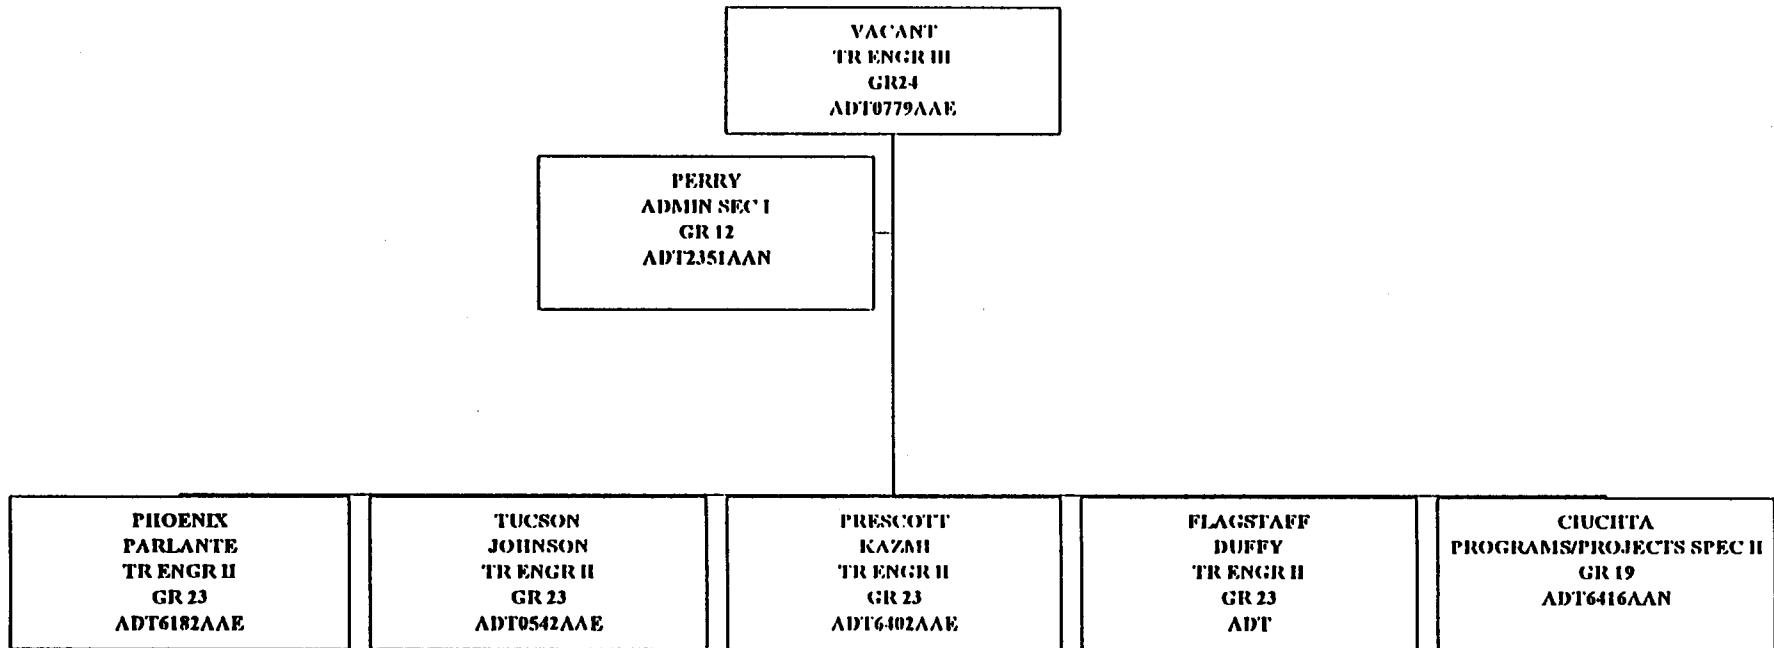 VACANT
TR ENGR III
GR24
ADT0779AAE
PERRY
ADMIN SEC I
GR 12
ADT2351AAN
PHOENIX
PARLANTE
TR ENGR II
GR 23
ADT6182AAE
TUCSON
JOHNSON
TR ENGR II
GR 23
ADT0542AAE
PRESCOTT
KAZMI
TR ENGR II
GR 23
ADT6402AAE
FLAGSTAFF
DUFFY
TR ENGR II
GR 23
ADT
CIUCHTA
PROGRAMS/PROJECTS SPEC II
GR 19
ADT6416AAN